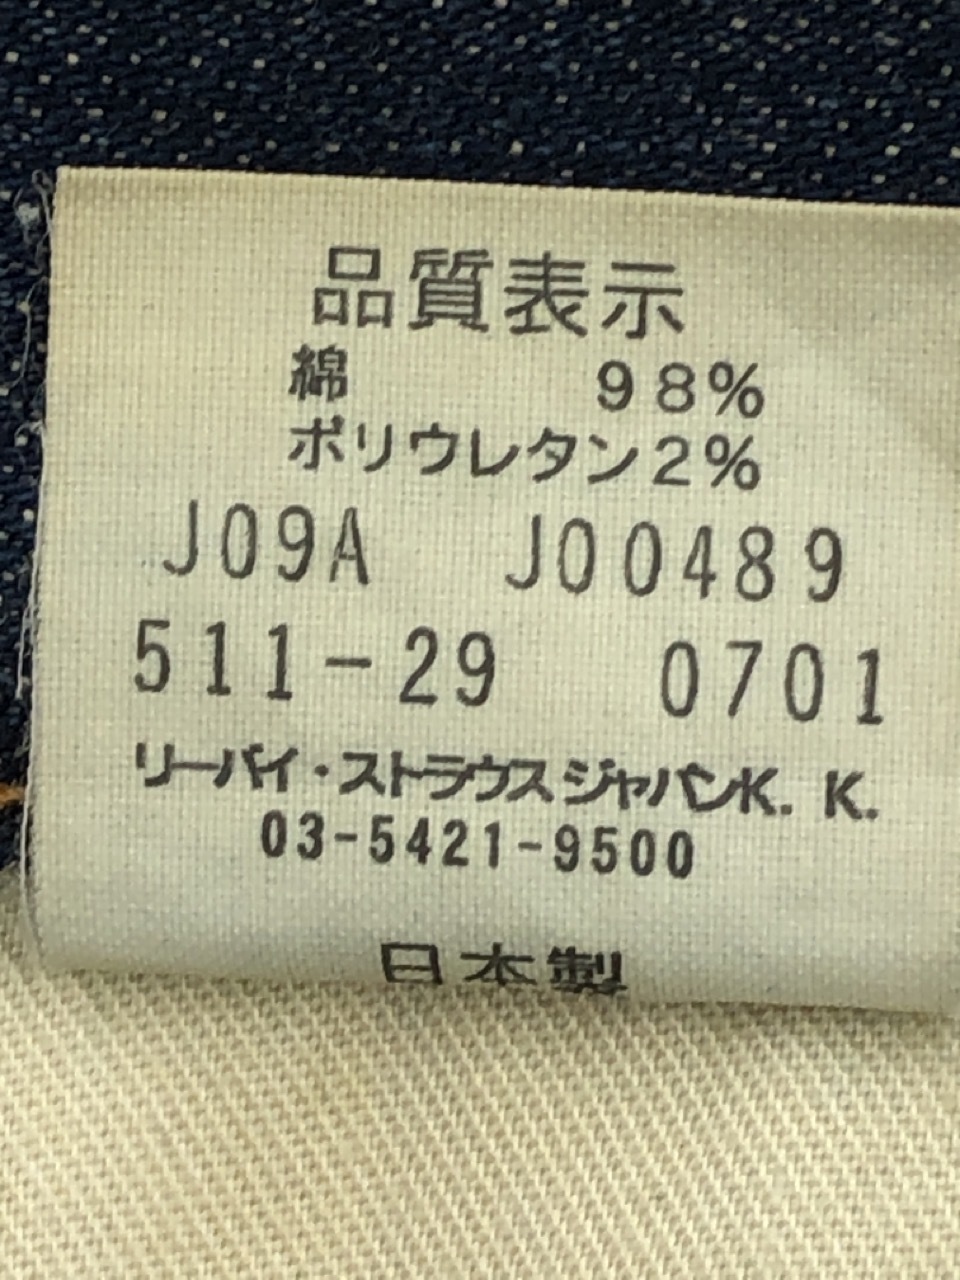 品質表示
綿 98%
ポリウレタン2%
J09A J00489
511-29 0701
リーバイ・ストラウスジャパンK. K.
03-5421-9500
日本製